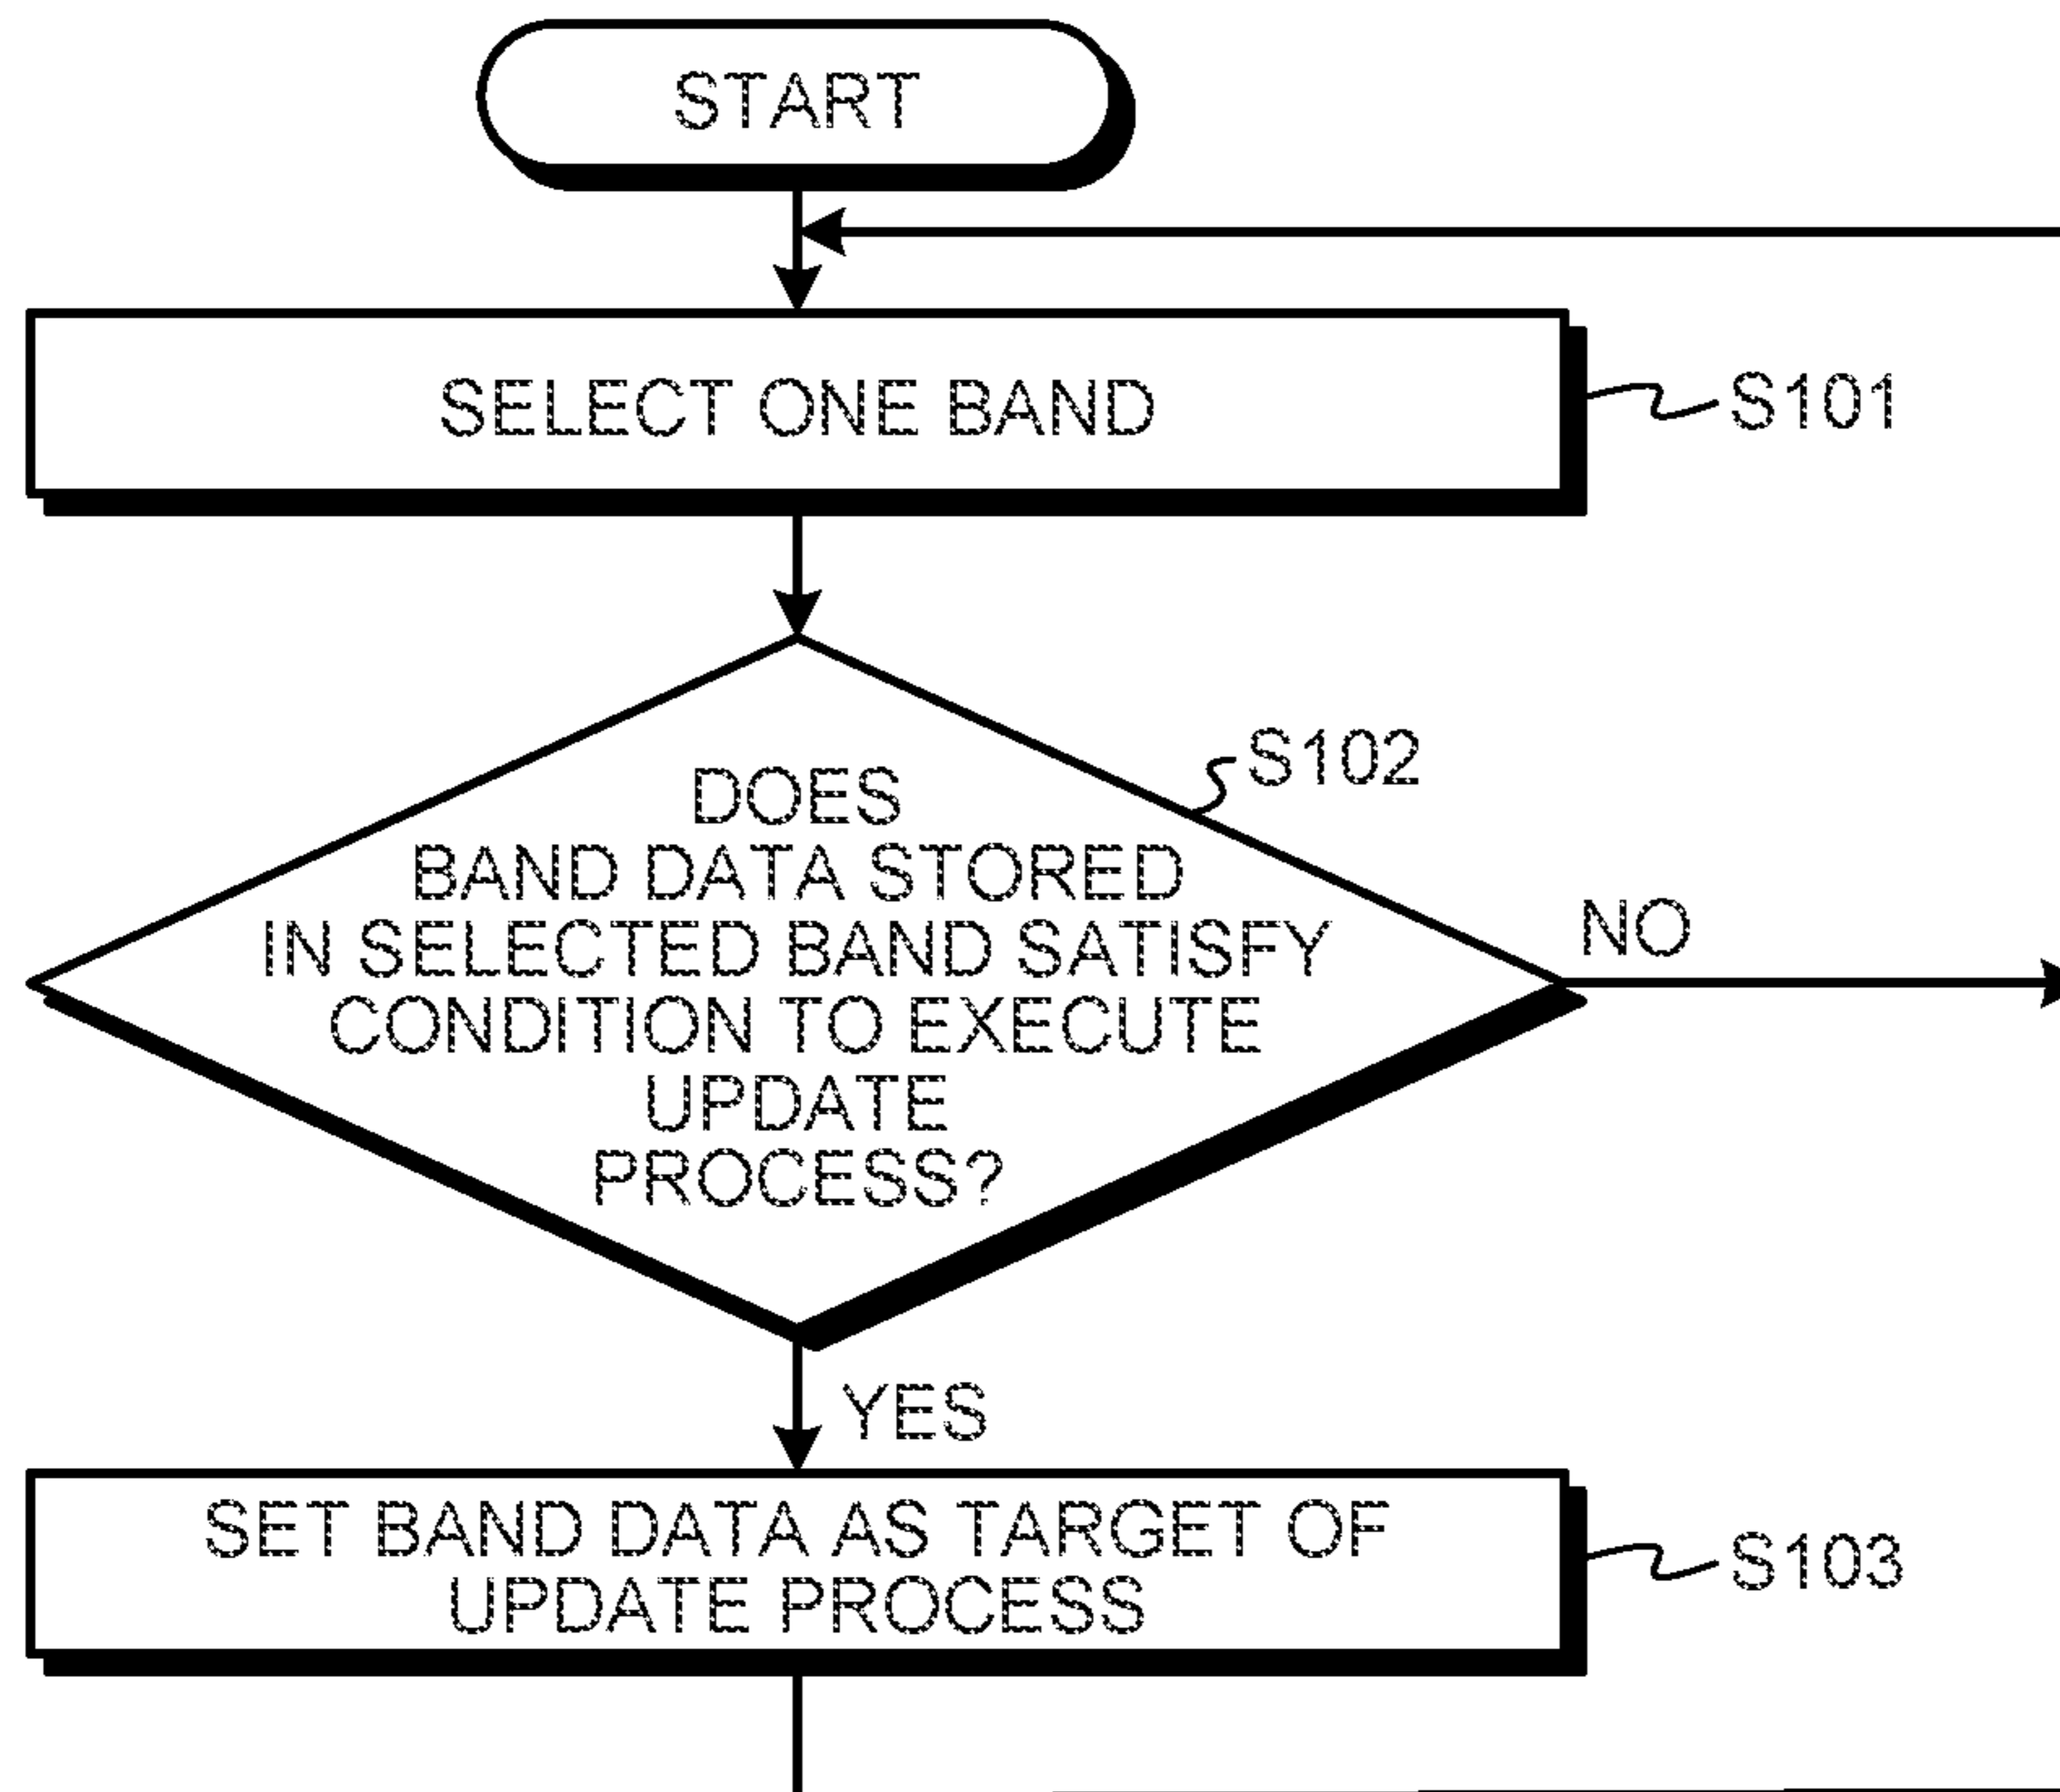 START
SELECT ONE BAND
S101
S102
DOES
BAND DATA STORED
IN SELECTED BAND SATISFY
CONDITION TO EXECUTE
UPDATE
PROCESS?
NO
YES
SET BAND DATA AS TARGET OF
UPDATE PROCESS
S103